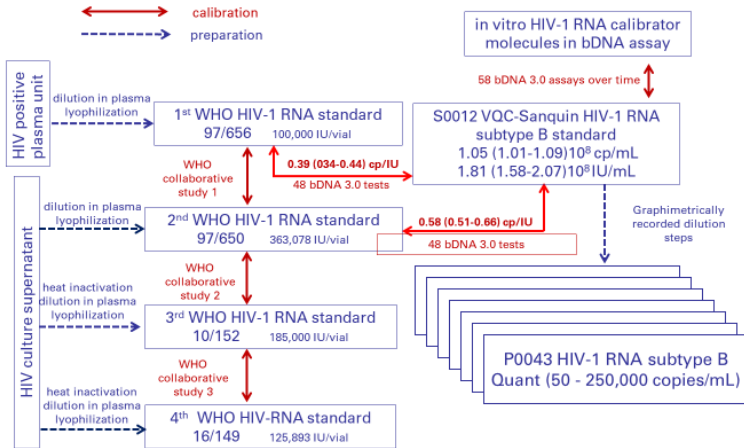 calibration
preparation
in vitro HIV-1 RNA calibrator
molecules in bDNA assay
58 bDNA 3.0 assays over time
HIV positive
plasma unit
dilution in plasma
lyophilization
1st WHO HIV-1 RNA standard
97/656 100,000 IU/vial
S0012 VQC-Sanquin HIV-1 RNA
subtype B standard
1.05 (1.01-1.09)10⁸ cp/mL
1.81 (1.58-2.07)10⁸ IU/mL
WHO
collaborative
study 1
0.39 (034-0.44) cp/IU
48 bDNA 3.0 tests
HIV culture supernatant
dilution in plasma
lyophilization
2nd WHO HIV-1 RNA standard
97/650 363,078 IU/vial
0.58 (0.51-0.66) cp/IU
48 bDNA 3.0 tests
Graphimetrically
recorded dilution
steps
WHO
collaborative
study 2
heat inactivation
dilution in plasma
lyophilization
3rd WHO HIV-1 RNA standard
10/152 185,000 IU/vial
WHO
collaborative
study 3
P0043 HIV-1 RNA subtype B
Quant (50 - 250,000 copies/mL)
heat inactivation
dilution in plasma
lyophilization
4th WHO HIV-RNA standard
16/149 125,893 IU/vial